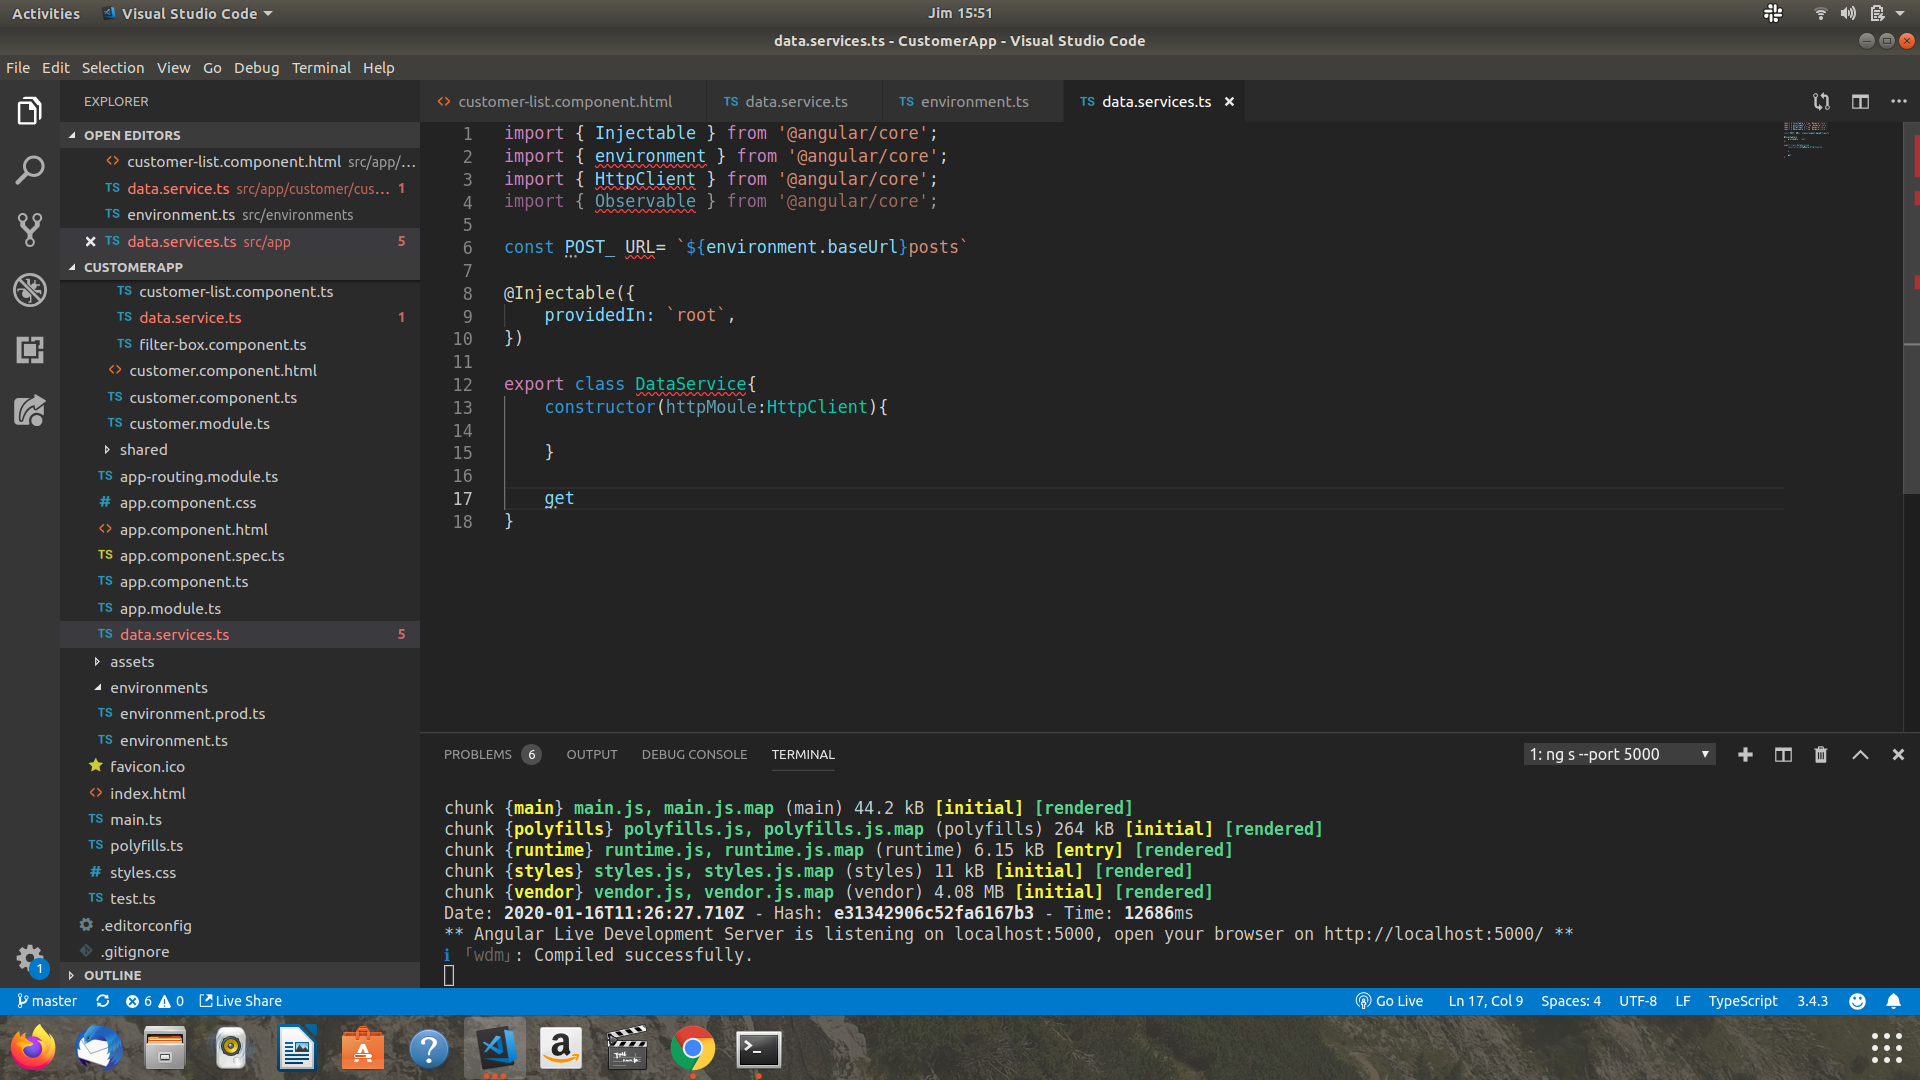 Activities Visual Studio Code Jim 15:51
data.services.ts - CustomerApp - Visual Studio Code
File Edit Selection View Go Debug Terminal Help
EXPLORER
OPEN EDITORS
customer-list.component.html src/app/...
TS data.service.ts src/app/customer/cus... 1
TS environment.ts src/environments
TS data.services.ts src/app 5
CUSTOMERAPP
TS customer-list.component.ts
TS data.service.ts 1
TS filter-box.component.ts
customer.component.html
TS customer.component.ts
TS customer.module.ts
shared
TS app-routing.module.ts
# app.component.css
app.component.html
TS app.component.spec.ts
TS app.component.ts
TS app.module.ts
TS data.services.ts 5
assets
environments
TS environment.prod.ts
TS environment.ts
favicon.ico
index.html
TS main.ts
TS polyfills.ts
# styles.css
TS test.ts
.editorconfig
.gitignore
OUTLINE
1
customer-list.component.html TS data.service.ts TS environment.ts TS data.services.ts
1 import { Injectable } from '@angular/core';
2 import { environment } from '@angular/core';
3 import { HttpClient } from '@angular/core';
4 import { Observable } from '@angular/core';
5
6 const POST_ URL= `${environment.baseUrl}posts`
7
8 @Injectable({
9 providedIn: `root`,
10 })
11
12 export class DataService{
13 constructor(httpMoule:HttpClient){
14
15 }
16
17 get
18 }
PROBLEMS 6 OUTPUT DEBUG CONSOLE TERMINAL 1: ng s --port 5000
chunk {main} main.js, main.js.map (main) 44.2 kB [initial] [rendered]
chunk {polyfills} polyfills.js, polyfills.js.map (polyfills) 264 kB [initial] [rendered]
chunk {runtime} runtime.js, runtime.js.map (runtime) 6.15 kB [entry] [rendered]
chunk {styles} styles.js, styles.js.map (styles) 11 kB [initial] [rendered]
chunk {vendor} vendor.js, vendor.js.map (vendor) 4.08 MB [initial] [rendered]
Date: 2020-01-16T11:26:27.710Z - Hash: e31342906c52fa6167b3 - Time: 12686ms
** Angular Live Development Server is listening on localhost:5000, open your browser on http://localhost:5000/ **
ℹ ｢wdm｣: Compiled successfully.
master 6 0 Live Share Go Live Ln 17, Col 9 Spaces: 4 UTF-8 LF TypeScript 3.4.3